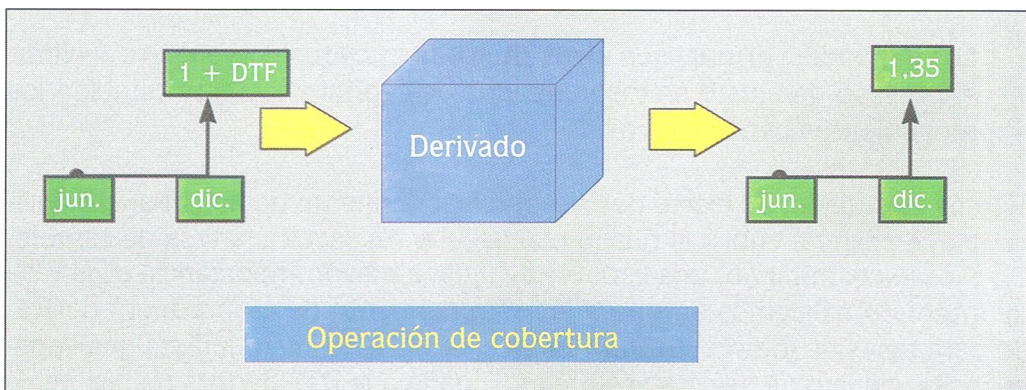 1 + DTF
jun.
dic.
Derivado
1,35
jun.
dic.
Operación de cobertura